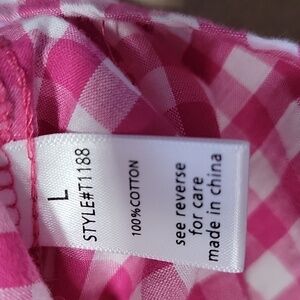 L
STYLE#T1188
100%COTTON
see reverse
for care
made in china